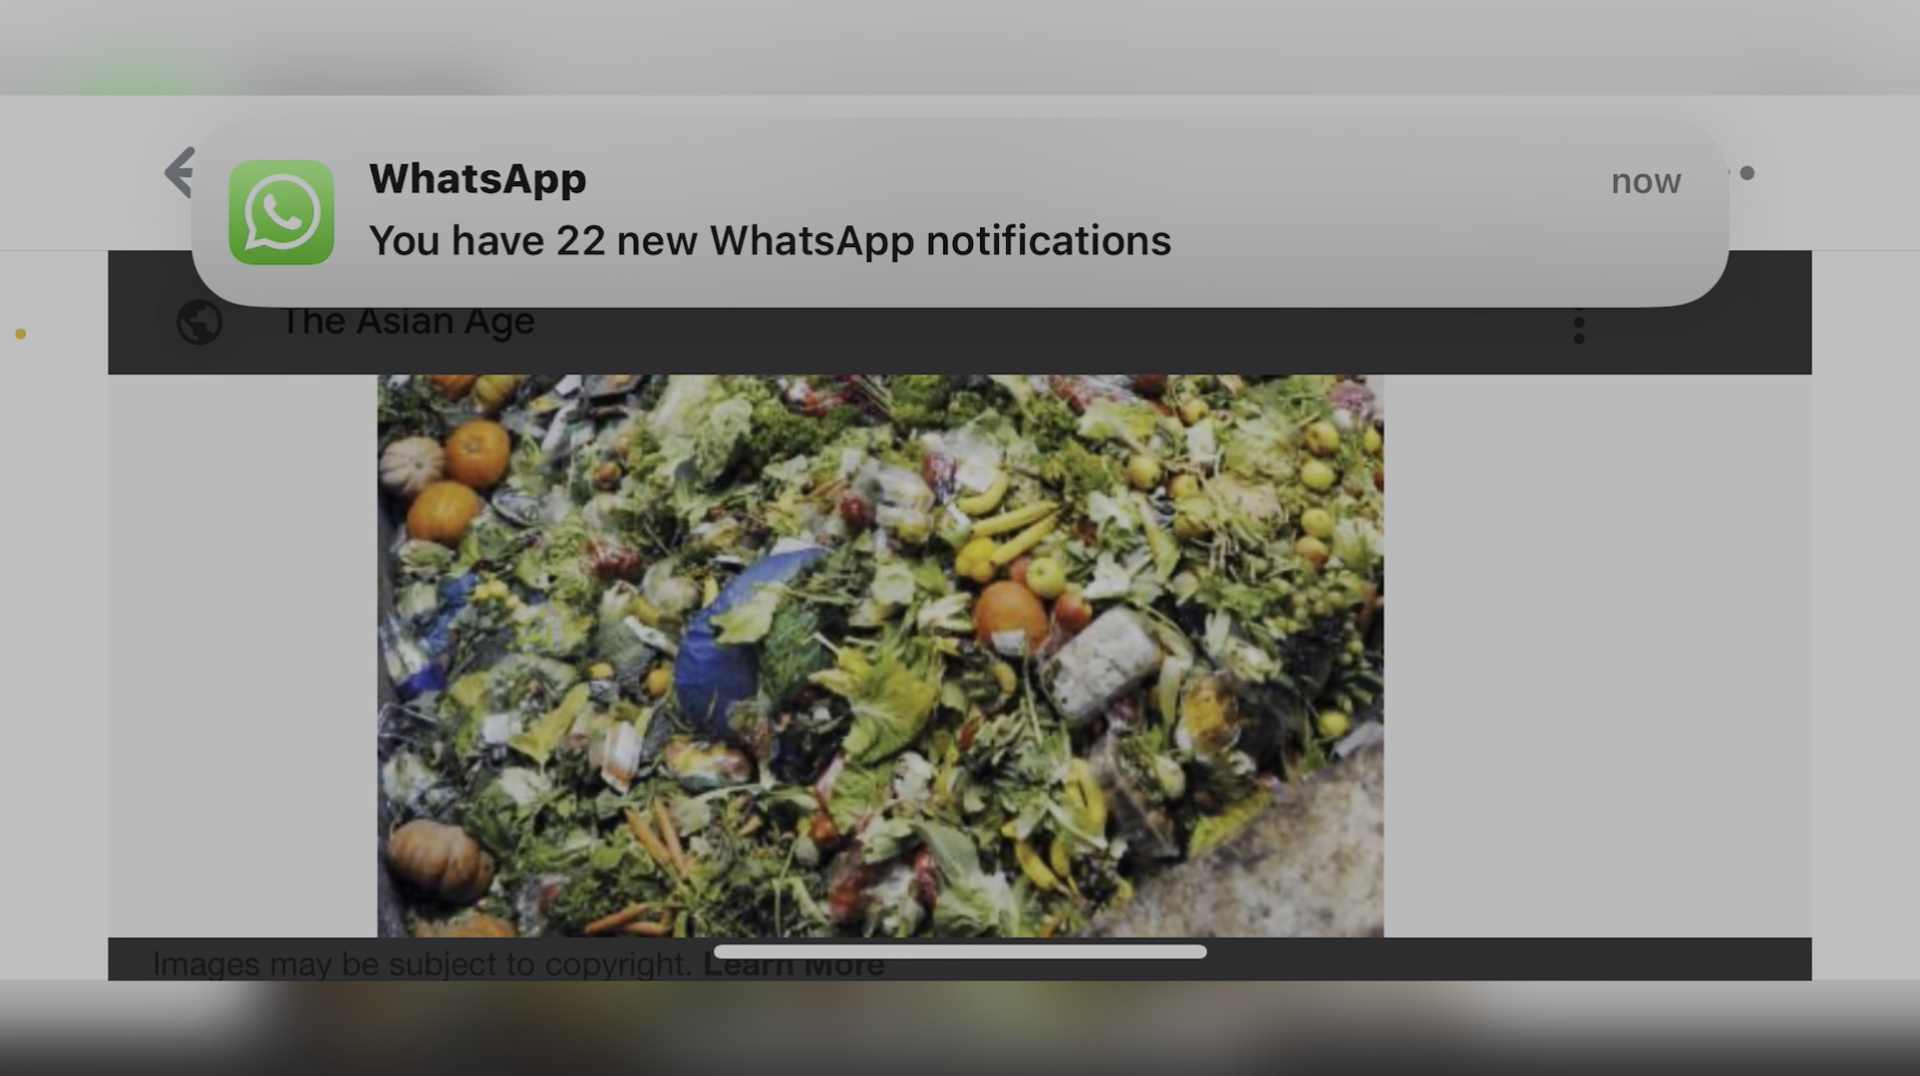 WhatsApp
now
You have 22 new WhatsApp notifications
The Asian Age
Images may be subject to copyright. Learn More